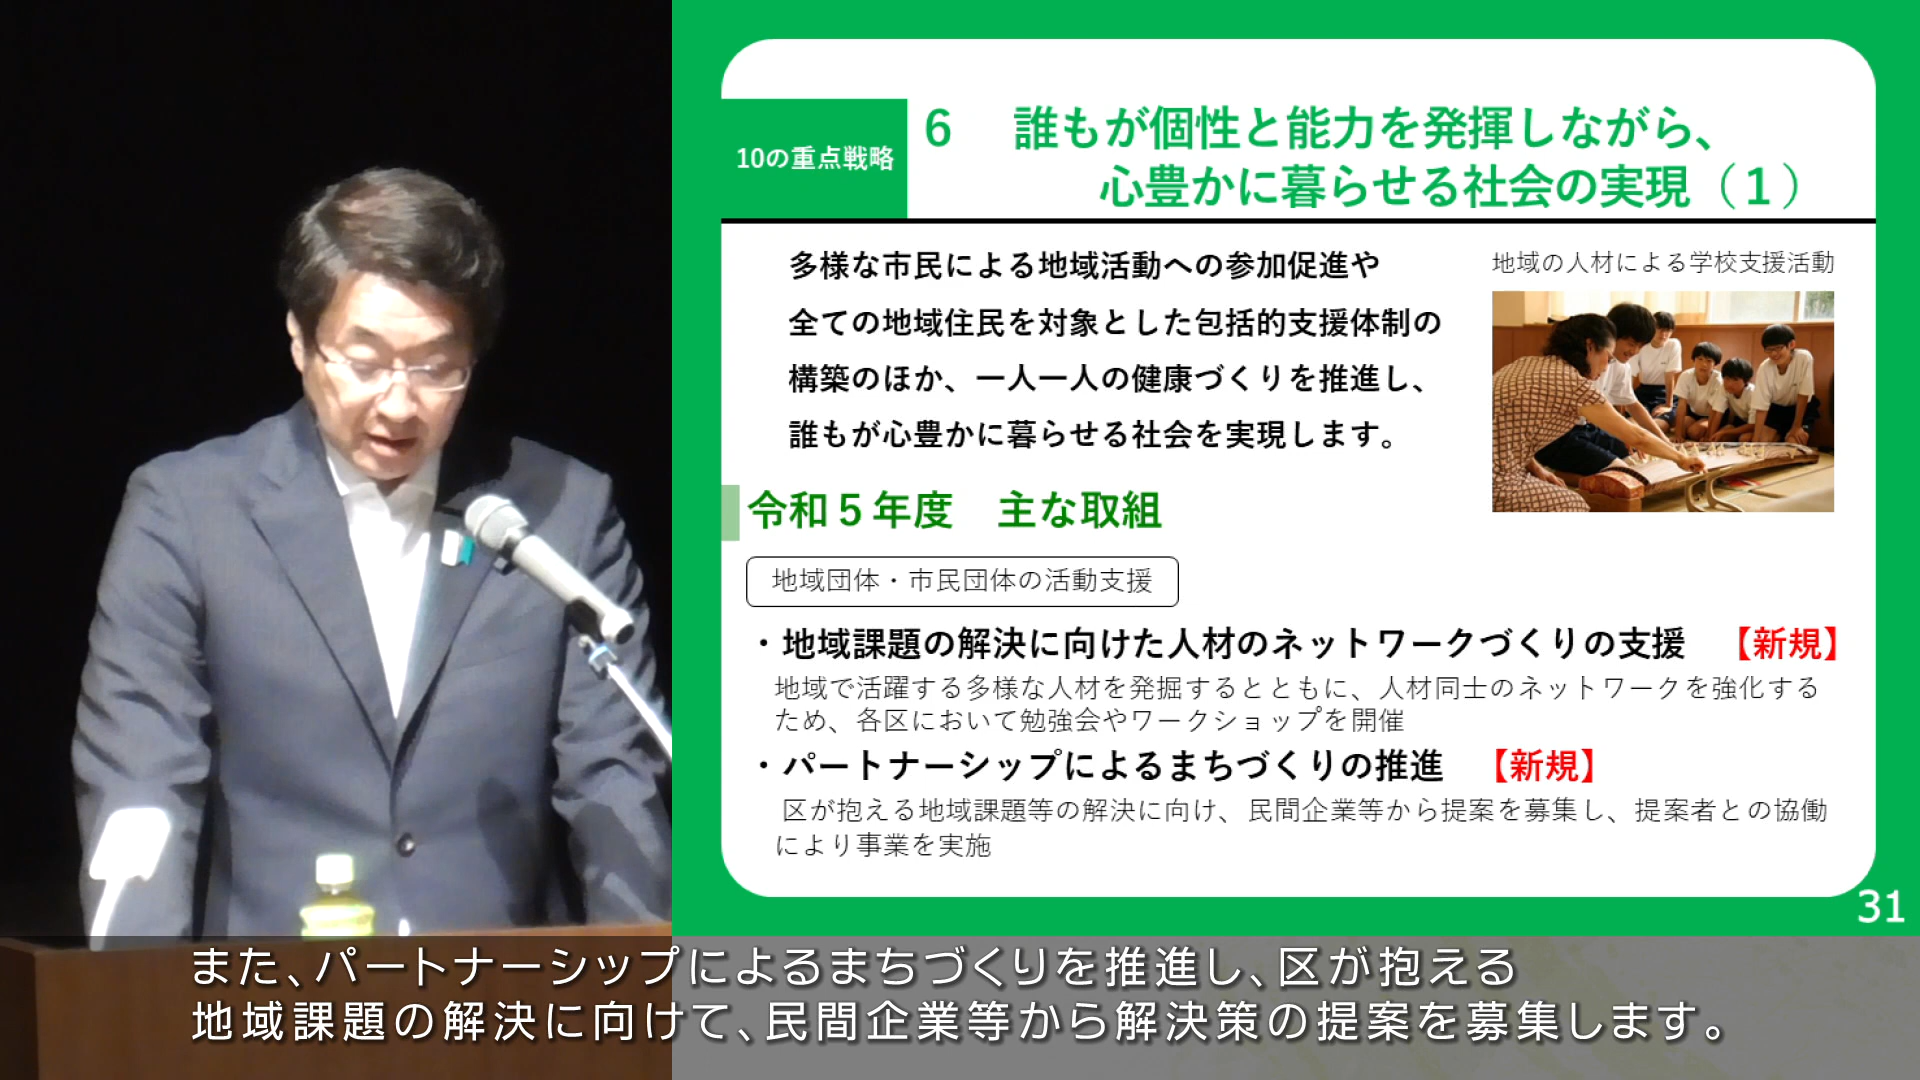 10の重点戦略
6 誰もが個性と能力を発揮しながら、
心豊かに暮らせる社会の実現（１）
多様な市民による地域活動への参加促進や
全ての地域住民を対象とした包括的支援体制の
構築のほか、一人一人の健康づくりを推進し、
誰もが心豊かに暮らせる社会を実現します。
地域の人材による学校支援活動
令和５年度　主な取組
地域団体・市民団体の活動支援
・地域課題の解決に向けた人材のネットワークづくりの支援　【新規】
地域で活躍する多様な人材を発掘するとともに、人材同士のネットワークを強化する
ため、各区において勉強会やワークショップを開催
・パートナーシップによるまちづくりの推進　【新規】
区が抱える地域課題等の解決に向け、民間企業等から提案を募集し、提案者との協働
により事業を実施
31
また、パートナーシップによるまちづくりを推進し、区が抱える
地域課題の解決に向けて、民間企業等から解決策の提案を募集します。